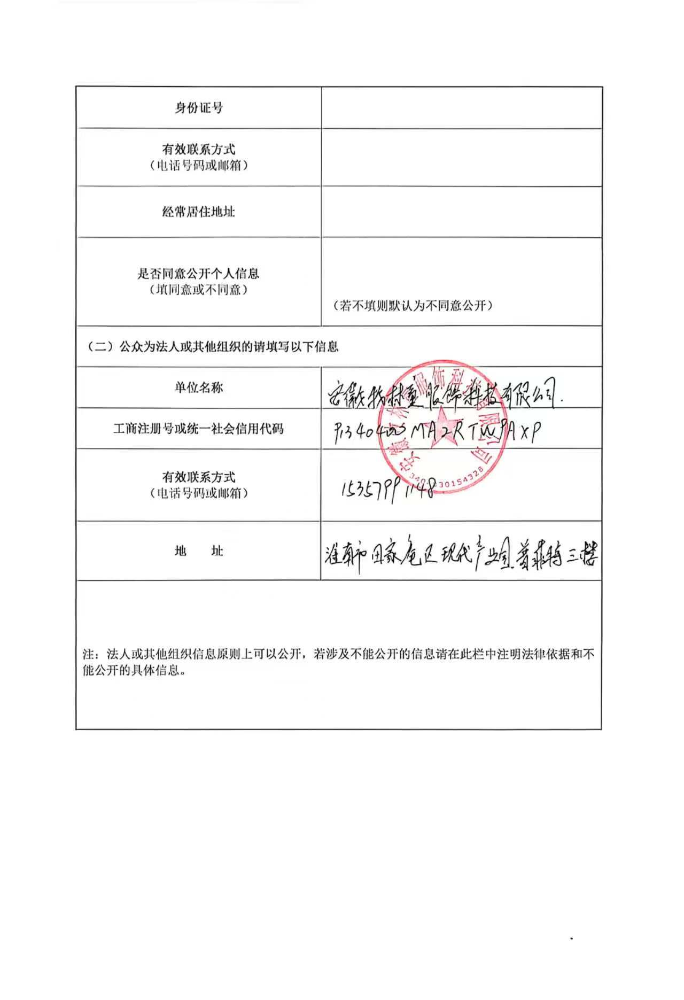 身份证号
有效联系方式
（电话号码或邮箱）
经常居住地址
是否同意公开个人信息
（填同意或不同意）
（若不填则默认为不同意公开）
（二）公众为法人或其他组织的请填写以下信息
单位名称
安徽牧林童服饰科技有限公司.
工商注册号或统一社会信用代码
MA2RTWPAXP
有效联系方式
（电话号码或邮箱）
15357991148
地 址
淮南市田家庵区现代产业园普菲特三楼
注：法人或其他组织信息原则上可以公开，若涉及不能公开的信息请在此栏中注明法律依据和不
能公开的具体信息。